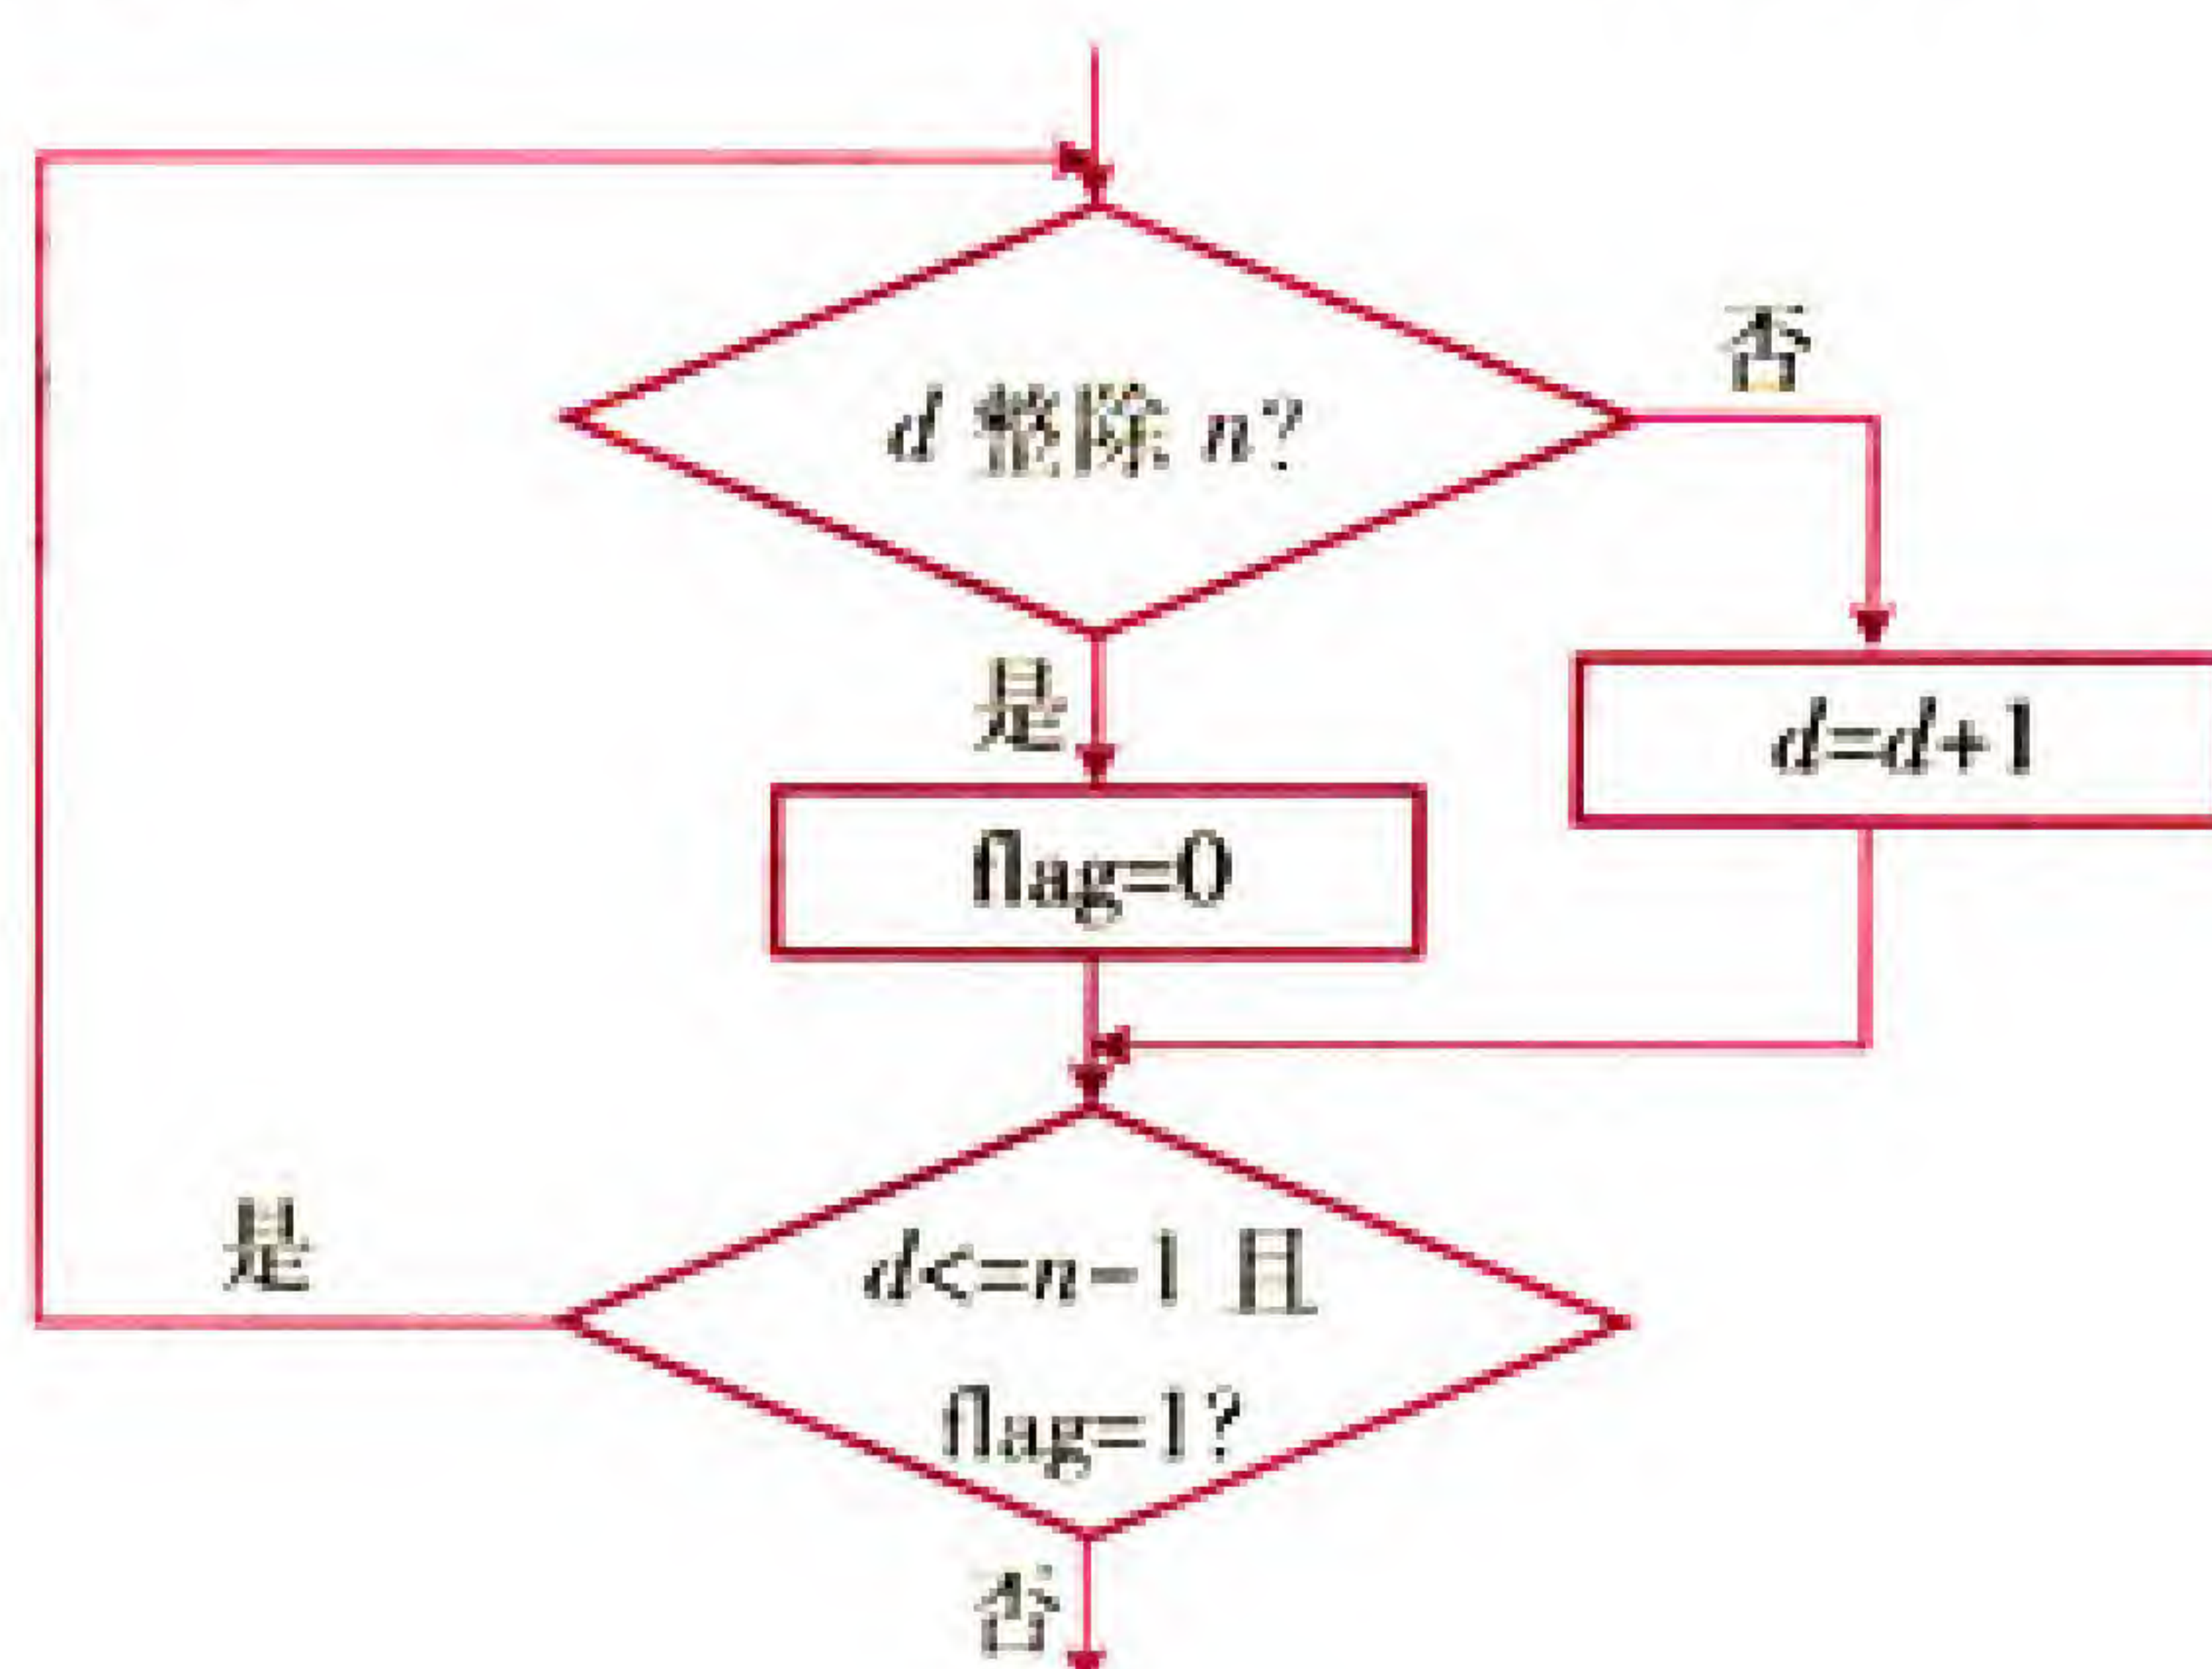 否
d 整除 n?
是
d=d+1
flag=0
是
d<=n-1 且
flag=1?
否